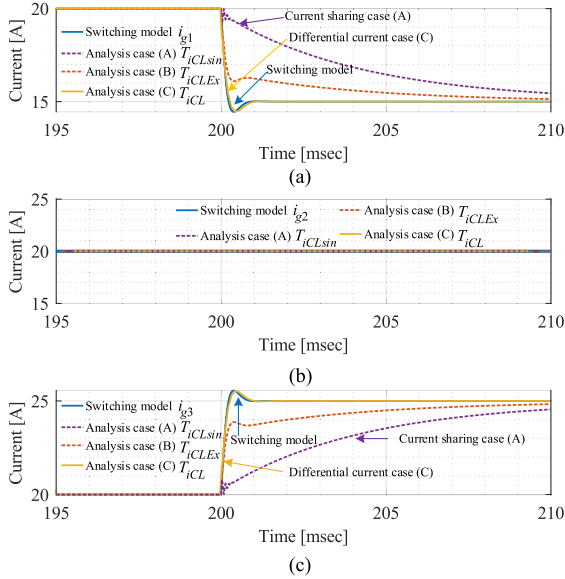 20
15
Current [A]
Switching model i_g1
Analysis case (A) T_iCLsin
Analysis case (B) T_iCLEx
Analysis case (C) T_iCL
Current sharing case (A)
Differential current case (C)
Switching model
195 200 205 210
Time [msec]
(a)
25
20
15
Current [A]
Switching model i_g2
Analysis case (B) T_iCLEx
Analysis case (A) T_iCLsin
Analysis case (C) T_iCL
195 200 205 210
Time [msec]
(b)
25
20
Current [A]
Switching model i_g3
Analysis case (A) T_iCLsin
Analysis case (B) T_iCLEx
Analysis case (C) T_iCL
Switching model
Current sharing case (A)
Differential current case (C)
195 200 205 210
Time [msec]
(c)